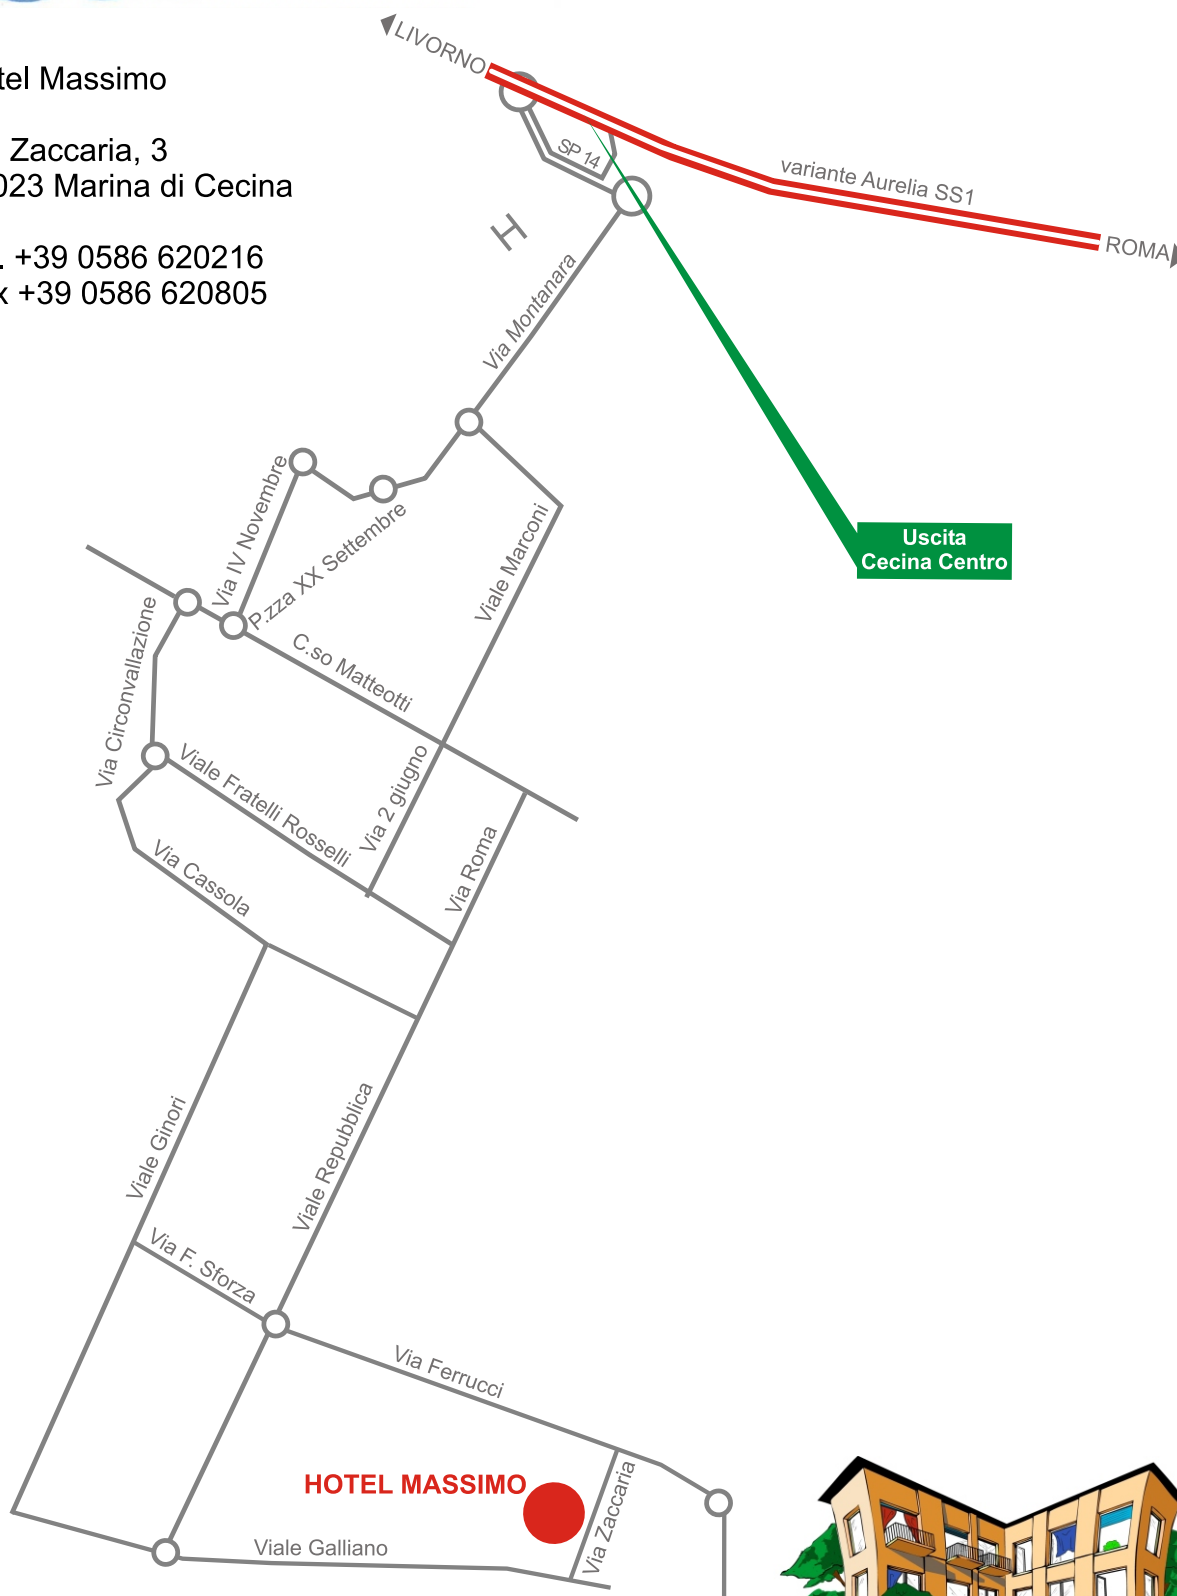 LIVORNO
tel Massimo
Zaccaria, 3
023 Marina di Cecina
. +39 0586 620216
x +39 0586 620805
SP 14
variante Aurelia SS1
ROMA
H
Via Montanara
Via IV Novembre
P.zza XX Settembre
Viale Marconi
Uscita
Cecina Centro
Via Circonvallazione
C.so Matteotti
Viale Fratelli Rosselli
Via 2 giugno
Via Roma
Via Cassola
Viale Ginori
Viale Repubblica
Via F. Sforza
Via Ferrucci
HOTEL MASSIMO
Via Zaccaria
Viale Galliano